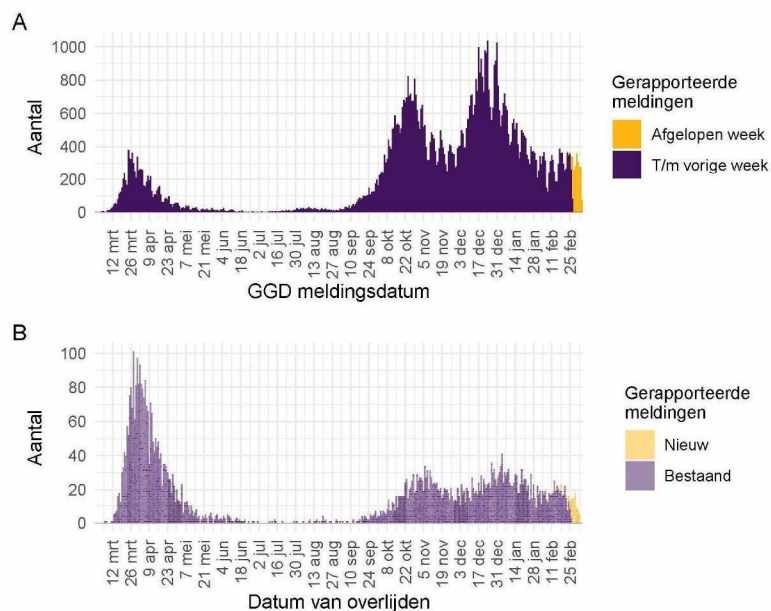 A
Aantal
1000
800
600
400
200
0
12 mrt
26 mrt
9 apr
23 apr
7 mei
21 mei
4 jun
18 jun
2 jul
16 jul
30 jul
13 aug
27 aug
10 sep
24 sep
8 okt
22 okt
5 nov
19 nov
3 dec
17 dec
31 dec
14 jan
28 jan
11 feb
25 feb
GGD meldingsdatum
Gerapporteerde
meldingen
Afgelopen week
T/m vorige week
B
Aantal
100
80
60
40
20
0
12 mrt
26 mrt
9 apr
23 apr
7 mei
21 mei
4 jun
18 jun
2 jul
16 jul
30 jul
13 aug
27 aug
10 sep
24 sep
8 okt
22 okt
5 nov
19 nov
3 dec
17 dec
31 dec
14 jan
28 jan
11 feb
25 feb
Datum van overlijden
Gerapporteerde
meldingen
Nieuw
Bestaand